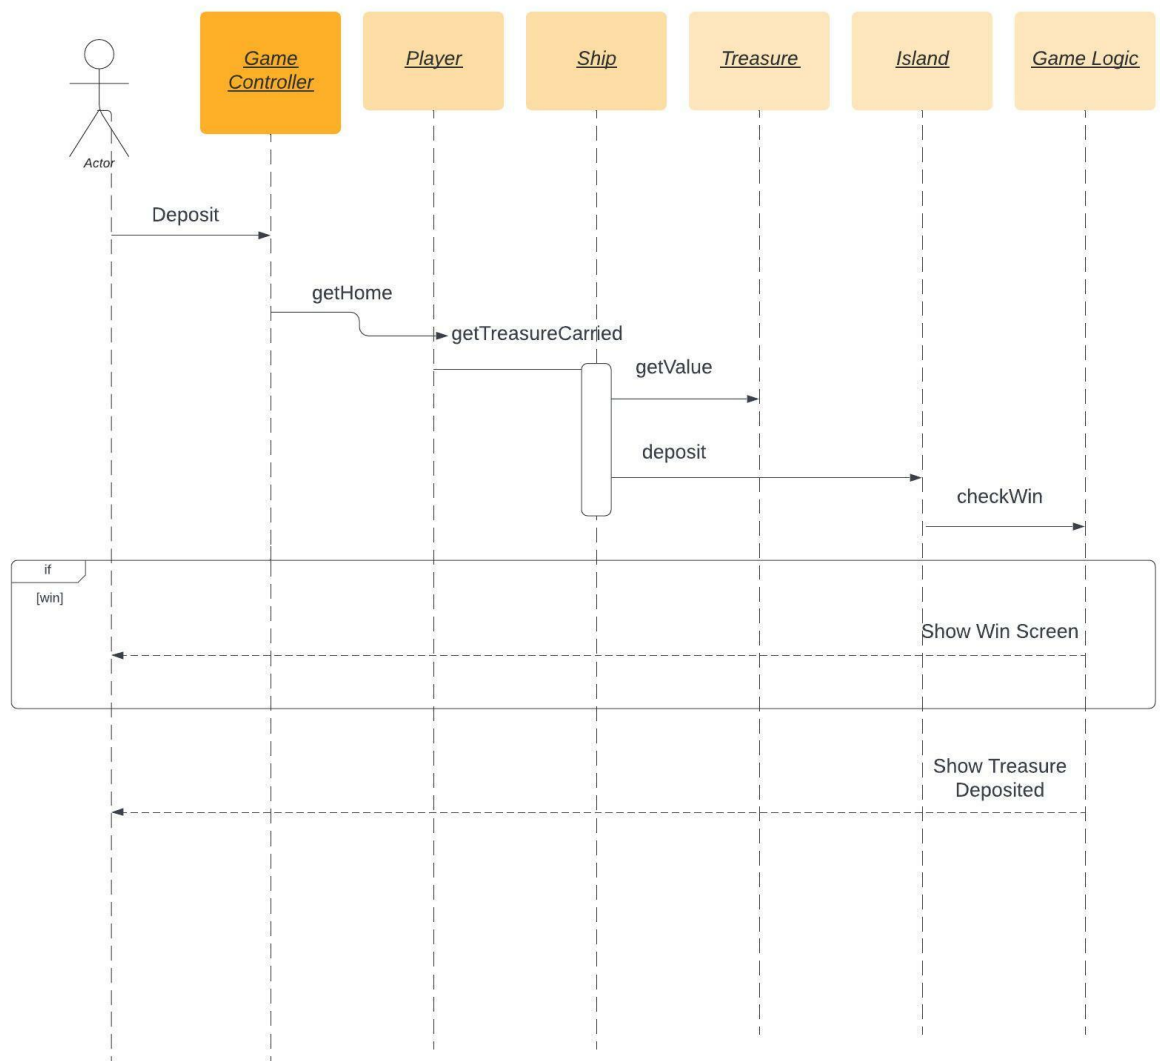 Game
Controller
Player
Ship
Treasure
Island
Game Logic
Actor
Deposit
getHome
getTreasureCarried
getValue
deposit
checkWin
if
[win]
Show Win Screen
Show Treasure
Deposited